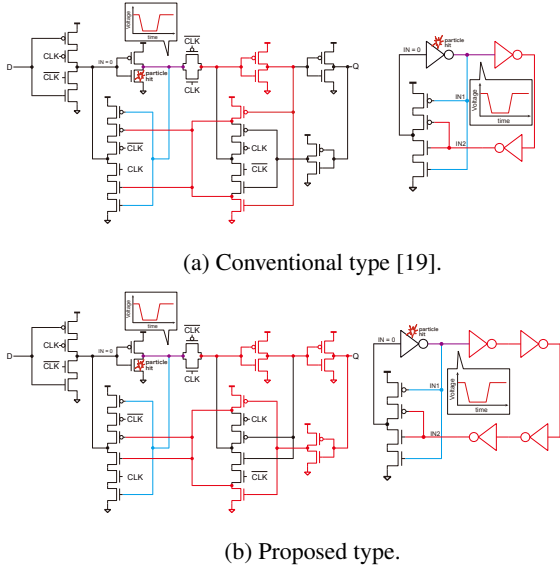 Voltage
time
CLK
D
CLK
CLK
IN = 0
particle
hit
CLK
Q
CLK
CLK
CLK
CLK
IN = 0
particle
hit
IN1
Voltage
time
IN2
(a) Conventional type [19].
Voltage
time
CLK
D
CLK
CLK
IN = 0
particle
hit
CLK
Q
CLK
CLK
CLK
CLK
IN = 0
particle
hit
IN1
Voltage
time
IN2
(b) Proposed type.